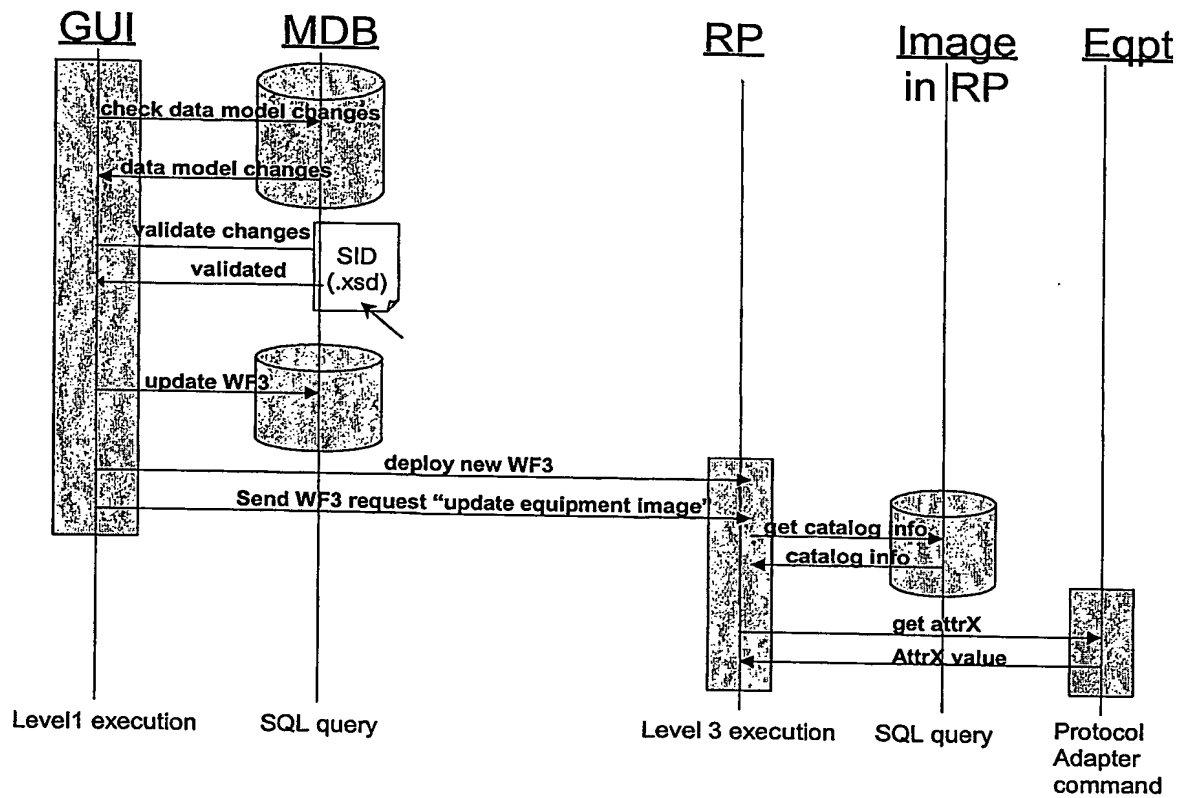 GUI
MDB
RP
Image
in RP
Eqpt
check data model changes
data model changes
validate changes
SID
(.xsd)
validated
update WF3
deploy new WF3
Send WF3 request “update equipment image”
get catalog info
catalog info
get attrX
AttrX value
Level1 execution
SQL query
Level 3 execution
SQL query
Protocol
Adapter
command